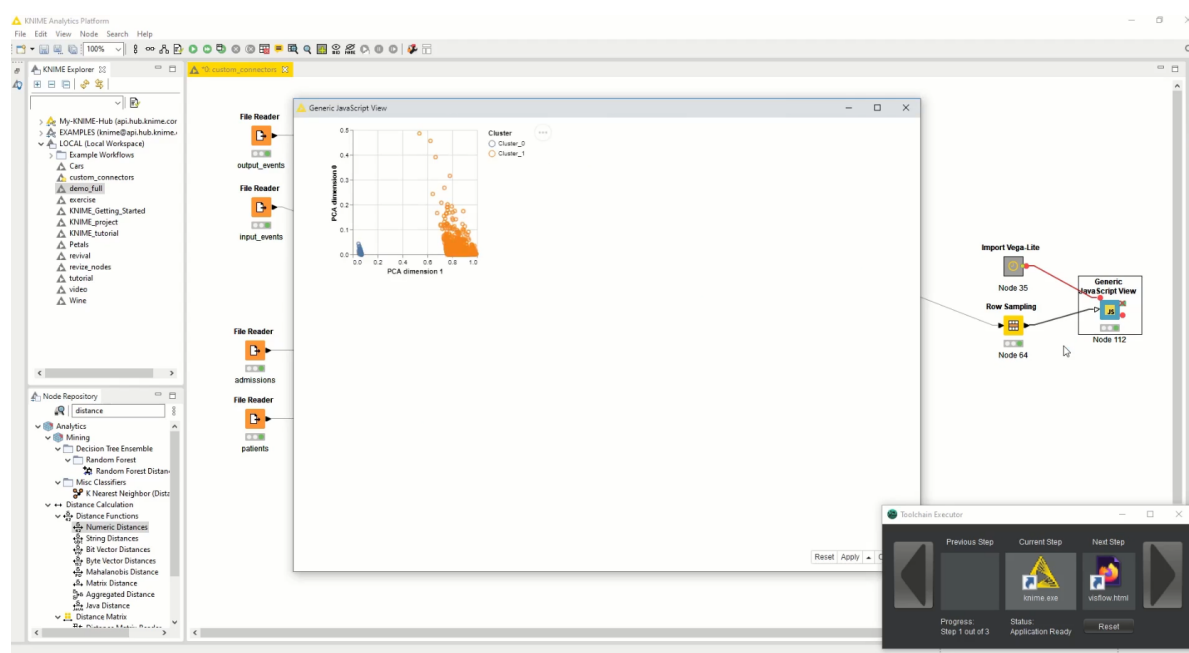 KNIME Analytics Platform
File Edit View Node Search Help
100%
KNIME Explorer
*0: custom_connectors
My-KNIME-Hub (api.hub.knime.cor
EXAMPLES (knime@api.hub.knime.
LOCAL (Local Workspace)
Example Workflows
Cars
custom_connectors
demo_full
exercise
KNIME_Getting_Started
KNIME_project
KNIME_tutorial
Petals
revival
revize_nodes
tutorial
video
Wine
Node Repository
distance
Analytics
Mining
Decision Tree Ensemble
Random Forest
Random Forest Distan
Misc Classifiers
K Nearest Neighbor (Dista
Distance Calculation
Distance Functions
Numeric Distances
String Distances
Bit Vector Distances
Byte Vector Distances
Mahalanobis Distance
Matrix Distance
Aggregated Distance
Java Distance
Distance Matrix
File Reader
output_events
File Reader
input_events
File Reader
admissions
File Reader
patients
Generic JavaScript View
0.5
0.4
0.3
0.2
0.1
0.0
PCA dimension 0
0.0 0.2 0.4 0.6 0.8 1.0
PCA dimension 1
Cluster
Cluster_0
Cluster_1
Reset Apply
Import Vega-Lite
Node 35
Row Sampling
Node 64
Generic
JavaScript View
JS
Node 112
Toolchain Executor
Previous Step Current Step Next Step
knime.exe visflow.html
Progress: Status:
Step 1 out of 3 Application Ready
Reset